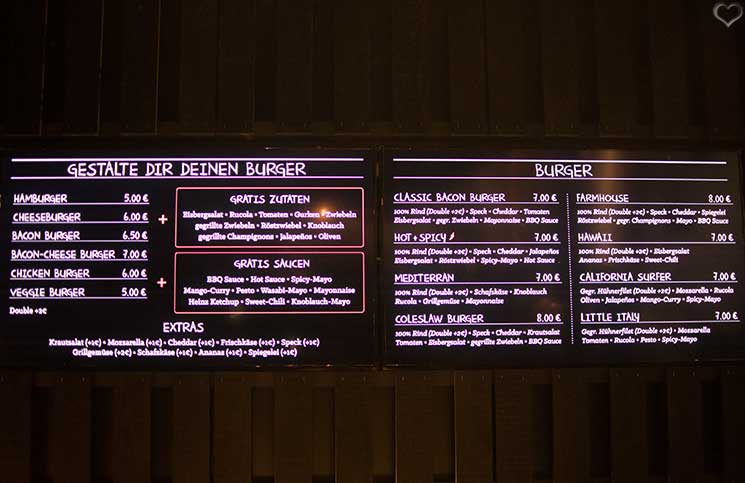 GESTALTE DIR DEINEN BURGER
HAMBURGER 5.00 €
CHEESEBURGER 6.00 €
BACON BURGER 6.50 €
BACON-CHEESE BURGER 7.00 €
CHICKEN BURGER 6.00 €
VEGGIE BURGER 5.00 €
Double +2€
+
GRATIS ZUTATEN
Eisbergsalat • Rucola • Tomaten • Gurken • Zwiebeln
gegrillte Zwiebeln • Röstzwiebel • Knoblauch
gegrillte Champignons • Jalapeños • Oliven
+
GRATIS SAUCEN
BBQ Sauce • Hot Sauce • Spicy-Mayo
Mango-Curry • Pesto • Wasabi-Mayo • Mayonnaise
Heinz Ketchup • Sweet-Chili • Knoblauch-Mayo
EXTRAS
Krautsalat (+1€) • Mozzarella (+1€) • Cheddar (+1€) • Frischkäse (+1€) • Speck (+1€)
Grillgemüse (+2€) • Schafskäse (+1€) • Ananas (+1€) • Spiegelei (+1€)
BURGER
CLASSIC BACON BURGER 7.00 €
100% Rind (Double +2€) • Speck • Cheddar • Tomaten
Eisbergsalat • gegr. Zwiebeln • Mayonnaise • BBQ Sauce
HOT + SPICY 7.00 €
100% Rind (Double +2€) • Speck • Cheddar • Jalapeños
Eisbergsalat • Röstzwiebel • Spicy-Mayo • Hot Sauce
MEDITERRAN 7.00 €
100% Rind (Double +2€) • Schafskäse • Knoblauch
Rucola • Grillgemüse • Mayonnaise
COLESLAW BURGER 8.00 €
100% Rind (Double +2€) • Speck • Cheddar • Krautsalat
Tomaten • Eisbergsalat • gegrillte Zwiebeln • BBQ Sauce
FARMHOUSE 8.00 €
100% Rind (Double +2€) • Speck • Cheddar • Spiegelei
Röstzwiebel • gegr. Champignons • Mayo • BBQ Sauce
HAWAII 7.00 €
100% Rind (Double +2€) • Eisbergsalat
Ananas • Frischkäse • Sweet-Chili
CALIFORNIA SURFER 7.00 €
Gegr. Hühnerfilet (Double +2€) • Mozzarella • Rucola
Oliven • Jalapeños • Mango-Curry • Spicy-Mayo
LITTLE ITALY 7.00 €
Gegr. Hühnerfilet (Double +2€) • Mozzarella
Tomaten • Rucola • Pesto • Spicy-Mayo